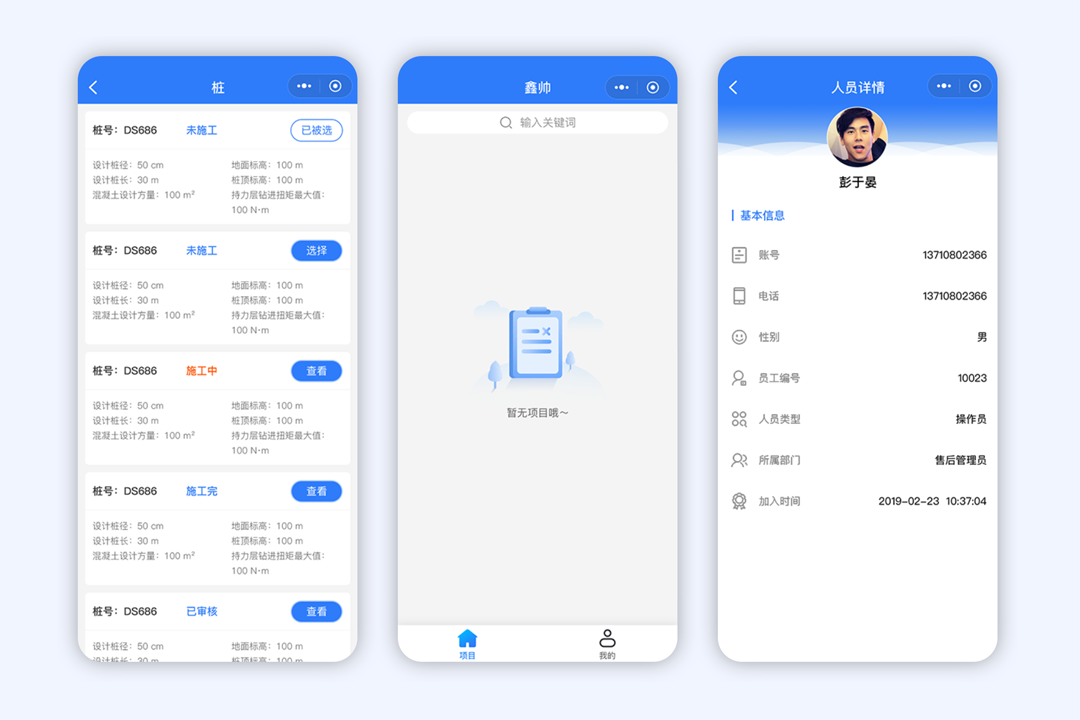 桩
桩号：DS686 未施工 已被选
设计桩径：50 cm 地面标高：100 m
设计桩长：30 m 桩顶标高：100 m
混凝土设计方量：100 m² 持力层钻进扭矩最大值：
100 N·m
桩号：DS686 未施工 选择
设计桩径：50 cm 地面标高：100 m
设计桩长：30 m 桩顶标高：100 m
混凝土设计方量：100 m² 持力层钻进扭矩最大值：
100 N·m
桩号：DS686 施工中 查看
设计桩径：50 cm 地面标高：100 m
设计桩长：30 m 桩顶标高：100 m
混凝土设计方量：100 m² 持力层钻进扭矩最大值：
100 N·m
桩号：DS686 施工完 查看
设计桩径：50 cm 地面标高：100 m
设计桩长：30 m 桩顶标高：100 m
混凝土设计方量：100 m² 持力层钻进扭矩最大值：
100 N·m
桩号：DS686 已审核 查看
设计桩径：50 cm 地面标高：100 m
设计桩长：30 m 桩顶标高：100 m
鑫帅
输入关键词
暂无项目哦～
项目 我的
人员详情
彭于晏
基本信息
账号 13710802366
电话 13710802366
性别 男
员工编号 10023
人员类型 操作员
所属部门 售后管理员
加入时间 2019-02-23 10:37:04